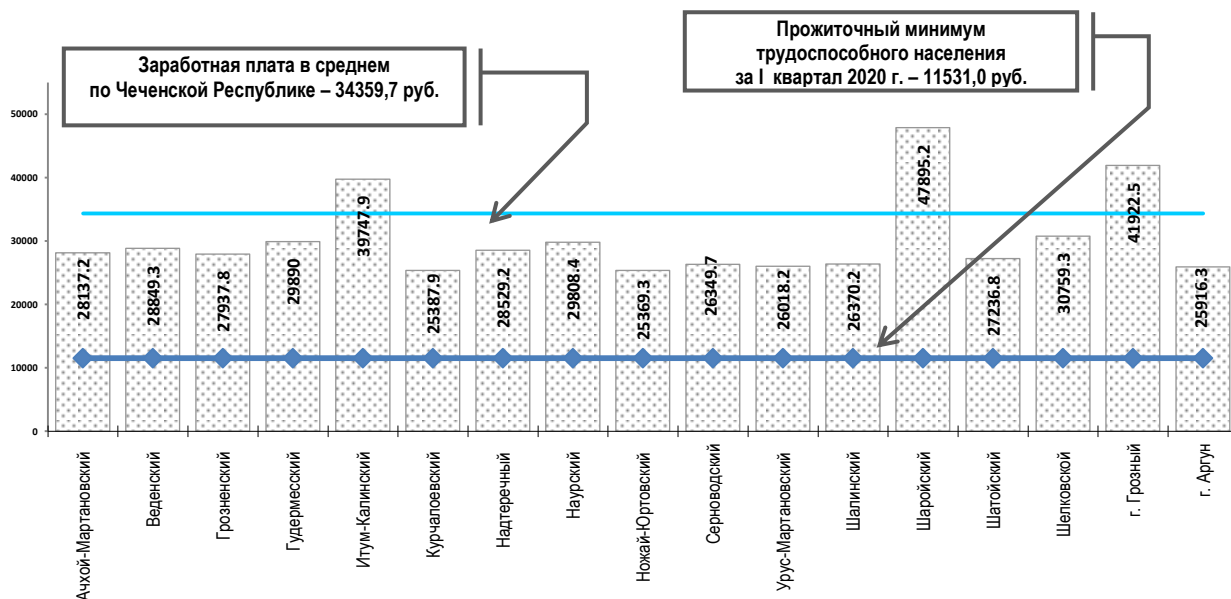 Заработная плата в среднем
по Чеченской Республике – 34359,7 руб.
Прожиточный минимум
трудоспособного населения
за I квартал 2020 г. – 11531,0 руб.
50000
40000
30000
20000
10000
0
28137.2
28849.3
27937.8
29890
39747.9
25387.9
28529.2
29808.4
25369.3
26349.7
26018.2
26370.2
47895.2
27236.8
30759.3
41922.5
25916.3
Ачхой-Мартановский
Веденский
Грозненский
Гудермесский
Итум-Калинский
Курчалоевский
Надтеречный
Наурский
Ножай-Юртовский
Серноводский
Урус-Мартановский
Шалинский
Шаройский
Шатойский
Шелковской
г. Грозный
г. Аргун